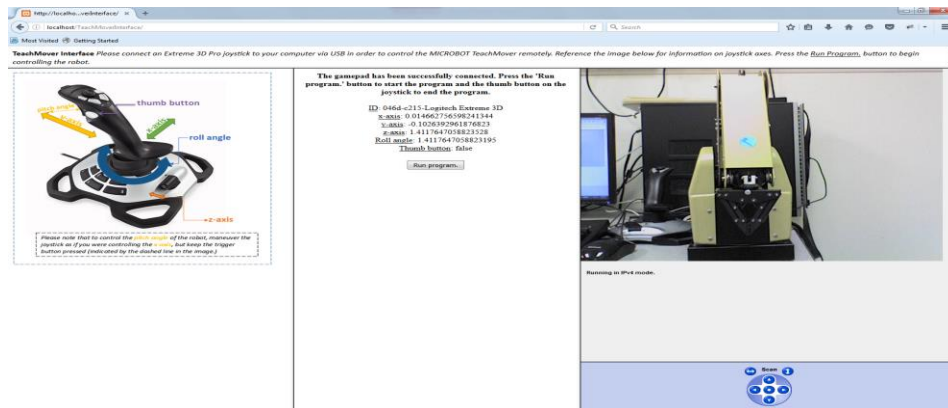 http://localho...veiInterface/
localhost/TeachMoveiInterface/
Search
Most Visited Getting Started
TeachMover Interface Please connect an Extreme 3D Pro joystick to your computer via USB in order to control the MICROBOT TeachMover remotely. Reference the image below for information on joystick axes. Press the Run Program, button to begin
controlling the robot.
thumb button
pitch angle
roll angle
z-axis
Please note that to control the pitch angle of the robot, maneuver the
joystick as if you were controlling the x-axis, but keep the trigger
button pressed (indicated by the dashed line in the image.)
The gamepad has been successfully connected. Press the 'Run
program.' button to start the program and the thumb button on the
joystick to end the program.
ID: 046d-c215-Logitech Extreme 3D
x-axis: 0.014662756598241344
y-axis: -0.1026392961876823
z-axis: 1.4117647058823528
Roll angle: 1.4117647058823195
Thumb button: false
Run program.
Running in IPv4 mode.
Scan